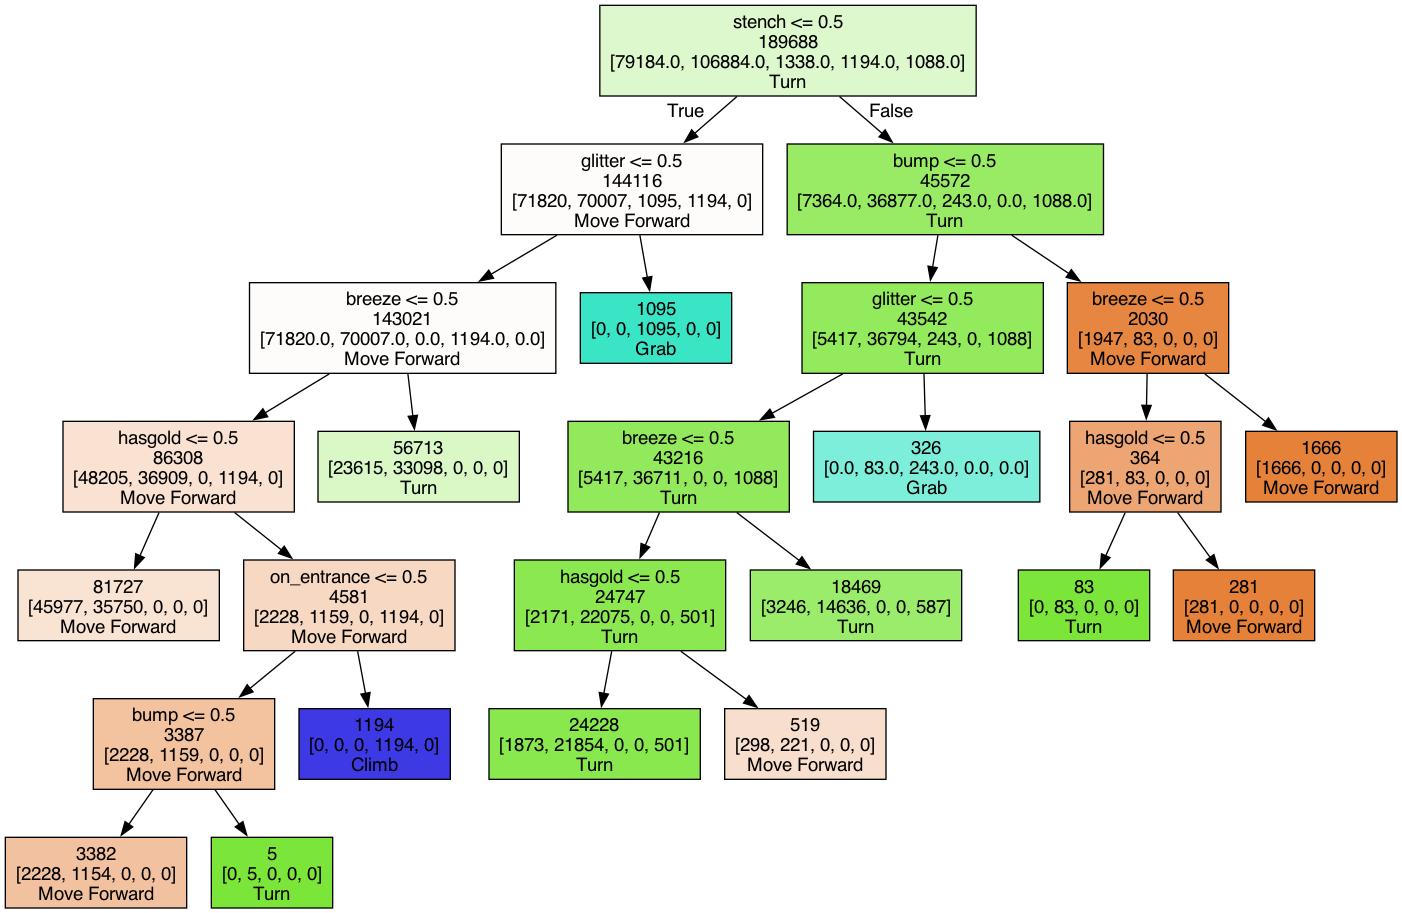 stench <= 0.5
189688
[79184.0, 106884.0, 1338.0, 1194.0, 1088.0]
Turn
True
False
glitter <= 0.5
144116
[71820, 70007, 1095, 1194, 0]
Move Forward
bump <= 0.5
45572
[7364.0, 36877.0, 243.0, 0.0, 1088.0]
Turn
breeze <= 0.5
143021
[71820.0, 70007.0, 0.0, 1194.0, 0.0]
Move Forward
1095
[0, 0, 1095, 0, 0]
Grab
glitter <= 0.5
43542
[5417, 36794, 243, 0, 1088]
Turn
breeze <= 0.5
2030
[1947, 83, 0, 0, 0]
Move Forward
hasgold <= 0.5
86308
[48205, 36909, 0, 1194, 0]
Move Forward
56713
[23615, 33098, 0, 0, 0]
Turn
breeze <= 0.5
43216
[5417, 36711, 0, 0, 1088]
Turn
326
[0.0, 83.0, 243.0, 0.0, 0.0]
Grab
hasgold <= 0.5
364
[281, 83, 0, 0, 0]
Move Forward
1666
[1666, 0, 0, 0, 0]
Move Forward
81727
[45977, 35750, 0, 0, 0]
Move Forward
on_entrance <= 0.5
4581
[2228, 1159, 0, 1194, 0]
Move Forward
hasgold <= 0.5
24747
[2171, 22075, 0, 0, 501]
Turn
18469
[3246, 14636, 0, 0, 587]
Turn
83
[0, 83, 0, 0, 0]
Turn
281
[281, 0, 0, 0, 0]
Move Forward
bump <= 0.5
3387
[2228, 1159, 0, 0, 0]
Move Forward
1194
[0, 0, 0, 1194, 0]
Climb
24228
[1873, 21854, 0, 0, 501]
Turn
519
[298, 221, 0, 0, 0]
Move Forward
3382
[2228, 1154, 0, 0, 0]
Move Forward
5
[0, 5, 0, 0, 0]
Turn